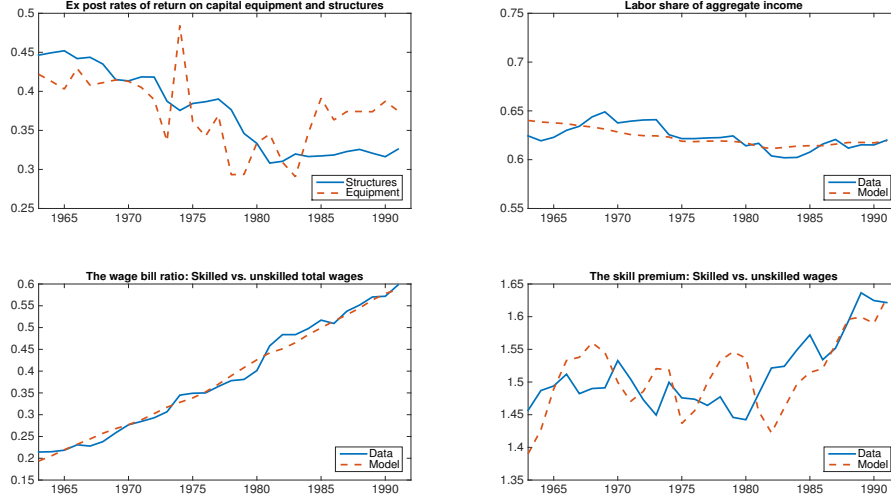 Ex post rates of return on capital equipment and structures
0.5
0.45
0.4
0.35
0.3
0.25
1965 1970 1975 1980 1985 1990
Structures
Equipment
Labor share of aggregate income
0.75
0.7
0.65
0.6
0.55
1965 1970 1975 1980 1985 1990
Data
Model
The wage bill ratio: Skilled vs. unskilled total wages
0.6
0.5
0.45
0.4
0.35
0.3
0.25
0.2
0.15
1965 1970 1975 1980 1985 1990
Data
Model
The skill premium: Skilled vs. unskilled wages
1.65
1.6
1.55
1.5
1.45
1.4
1.35
1965 1970 1975 1980 1985 1990
Data
Model